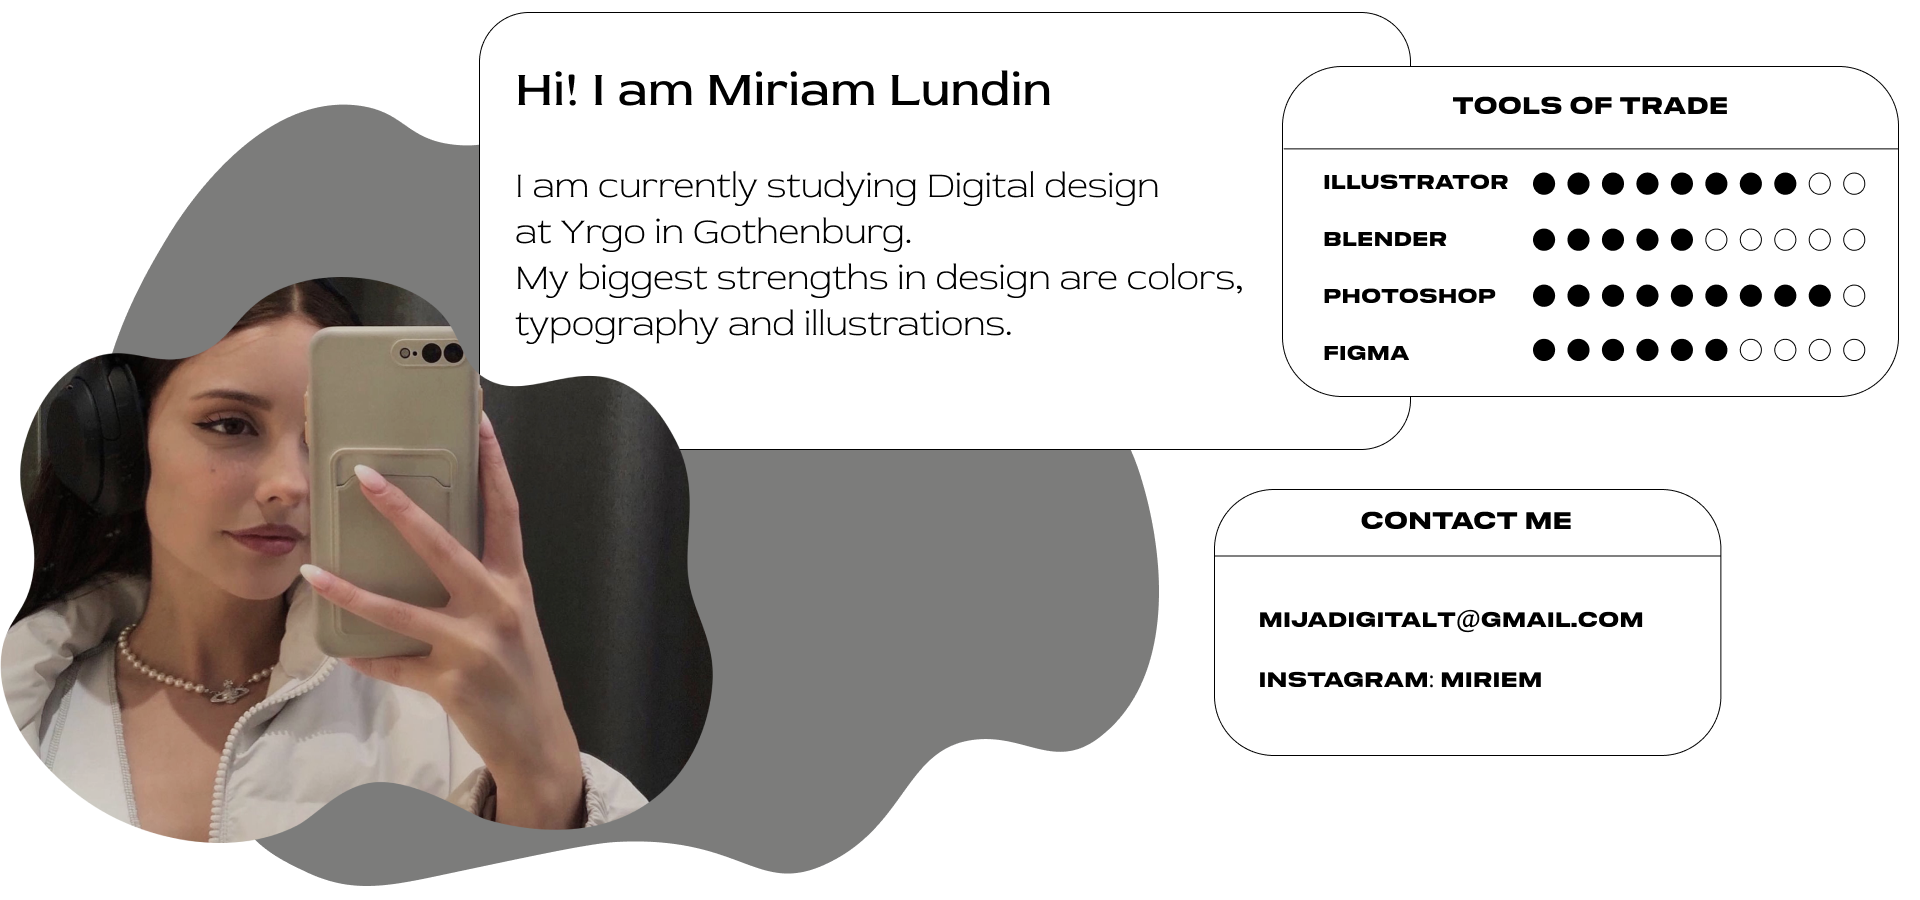 Hi! I am Miriam Lundin
I am currently studying Digital design
at Yrgo in Gothenburg.
My biggest strengths in design are colors,
typography and illustrations.
TOOLS OF TRADE
ILLUSTRATOR
BLENDER
PHOTOSHOP
FIGMA
CONTACT ME
MIJADIGITALT@GMAIL.COM
INSTAGRAM: MIRIEM